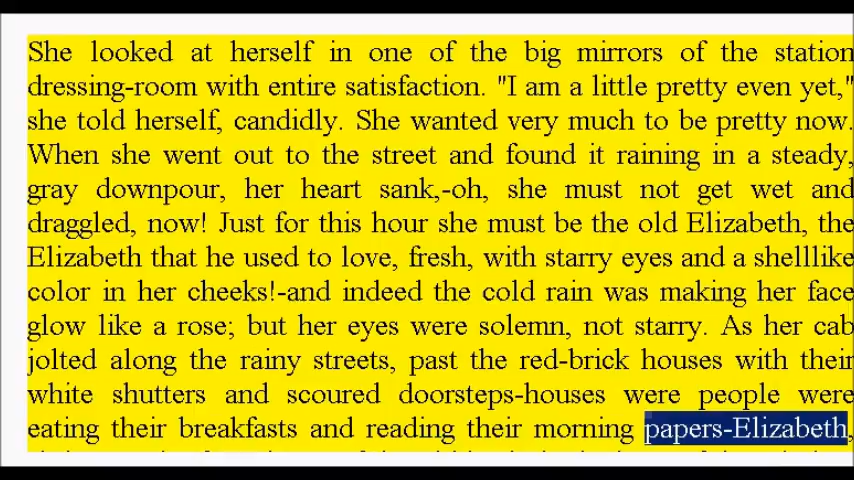 She looked at herself in one of the big mirrors of the station
dressing-room with entire satisfaction. "I am a little pretty even yet,"
she told herself, candidly. She wanted very much to be pretty now.
When she went out to the street and found it raining in a steady,
gray downpour, her heart sank,-oh, she must not get wet and
draggled, now! Just for this hour she must be the old Elizabeth, the
Elizabeth that he used to love, fresh, with starry eyes and a shelllike
color in her cheeks!-and indeed the cold rain was making her face
glow like a rose; but her eyes were solemn, not starry. As her cab
jolted along the rainy streets, past the red-brick houses with their
white shutters and scoured doorsteps-houses were people were
eating their breakfasts and reading their morning papers-Elizabeth,